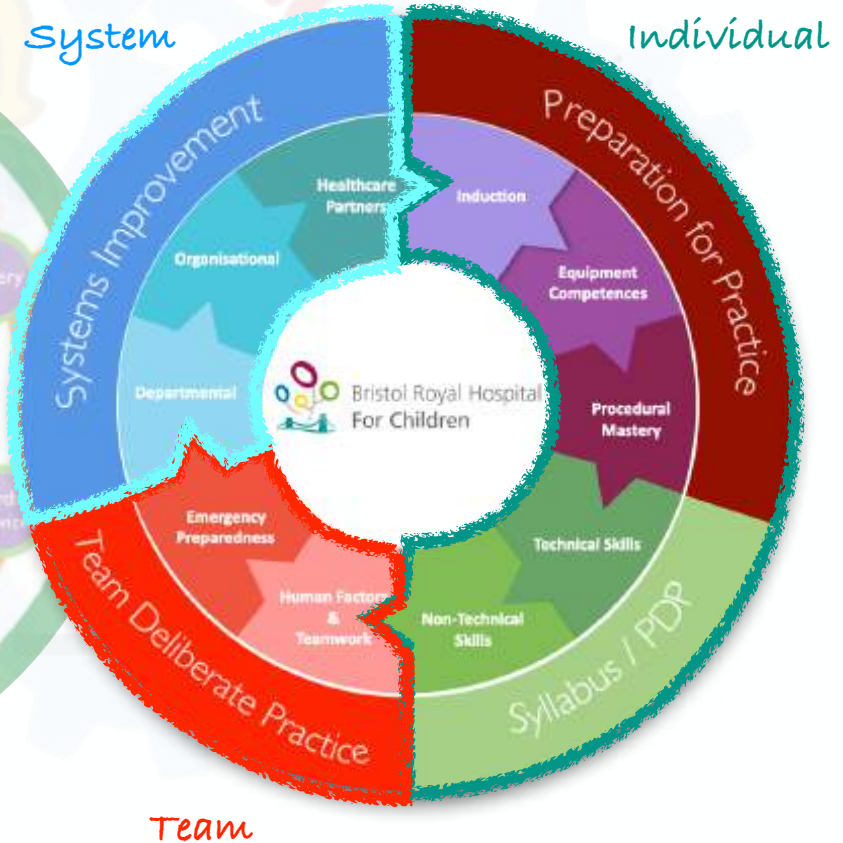 System
Individual
Systems Improvement
Preparation for Practice
Healthcare
Partners
Induction
Organisational
Equipment
Competences
Departmental
Bristol Royal Hospital
For Children
Procedural
Mastery
Emergency
Preparedness
Technical Skills
Human Factors
&
Teamwork
Non-Technical
Skills
Team Deliberate Practice
Syllabus / PDP
Team